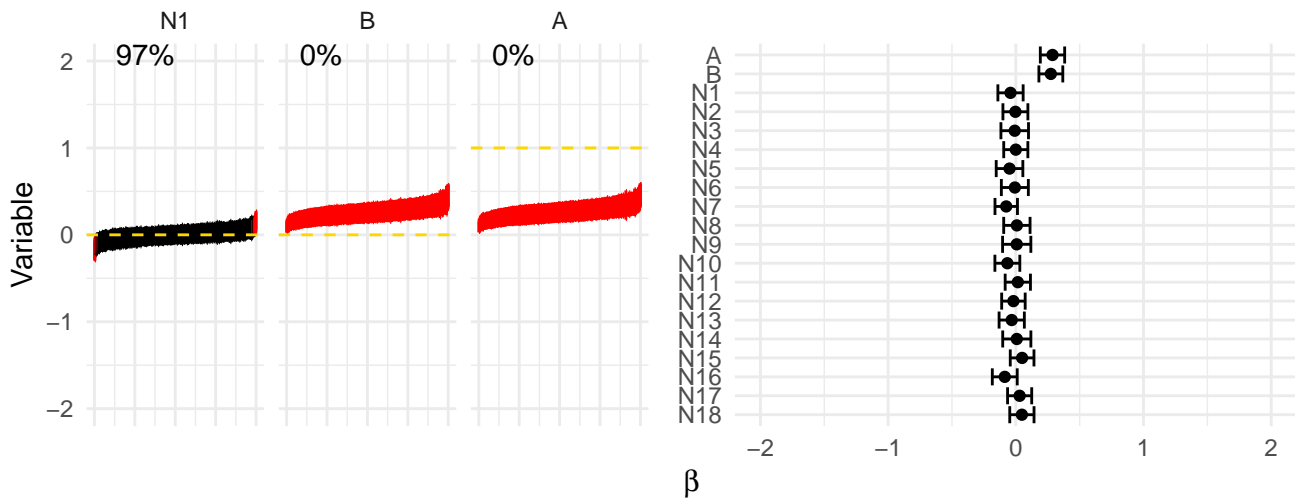 N1 B A
97% 0% 0%
Variable
2
1
0
−1
−2
A
B
N1
N2
N3
N4
N5
N6
N7
N8
N9
N10
N11
N12
N13
N14
N15
N16
N17
N18
−2 −1 0 1 2
β